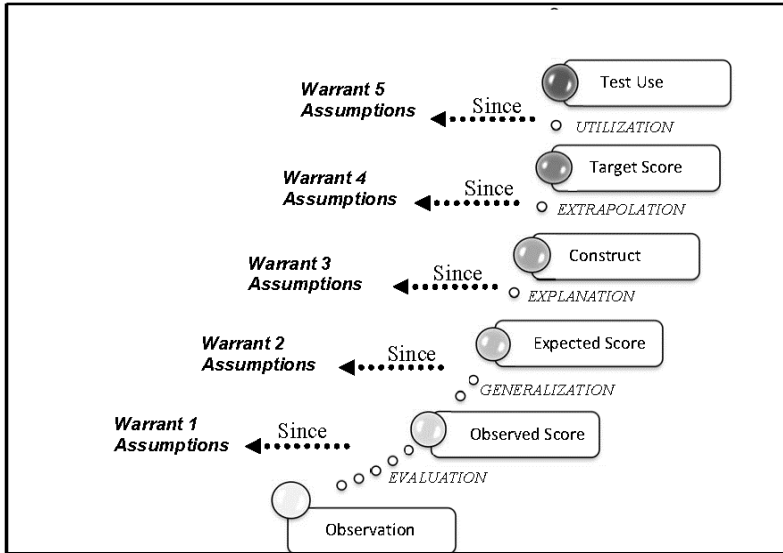 Test Use
Warrant 5
Assumptions
Since
UTILIZATION
Target Score
Warrant 4
Assumptions
Since
EXTRAPOLATION
Construct
Warrant 3
Assumptions
Since
EXPLANATION
Expected Score
Warrant 2
Assumptions
Since
GENERALIZATION
Observed Score
Warrant 1
Assumptions
Since
EVALUATION
Observation